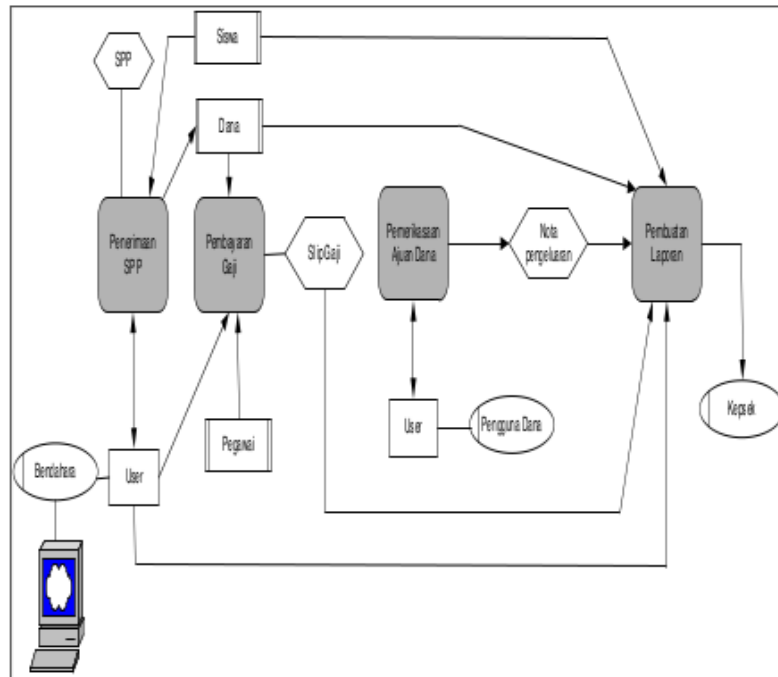 Siswa
SPP
Dana
Penerimaan
SPP
Pembayaran
Gaji
SlipGaji
Pemerikasaan
Ajuan Dana
Nota
pengeluaran
Pembuatan
Laporan
Kepsek
User
Pengguna Dana
Pegawai
Bendahara
User